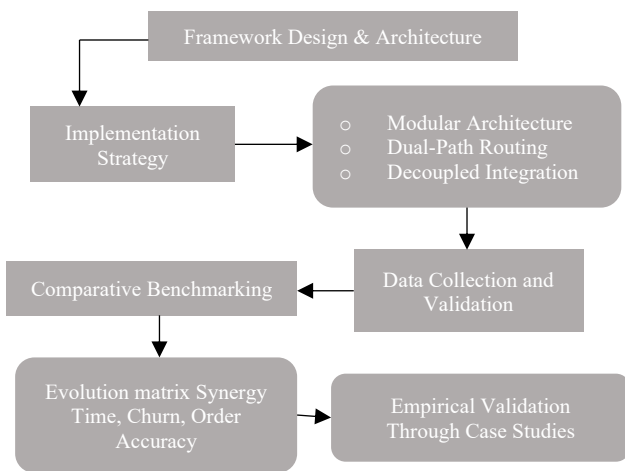 Framework Design & Architecture
Implementation
Strategy
o Modular Architecture
o Dual-Path Routing
o Decoupled Integration
Data Collection and
Validation
Comparative Benchmarking
Evolution matrix Synergy
Time, Churn, Order
Accuracy
Empirical Validation
Through Case Studies